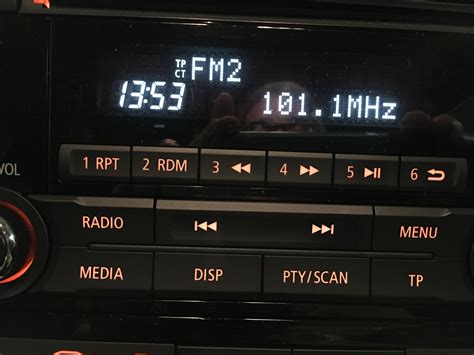 TP
CT FM2
13:53 101.1MHz
VOL 1 RPT 2 RDM 3 4 5 6
RADIO MENU
MEDIA DISP PTY/SCAN TP